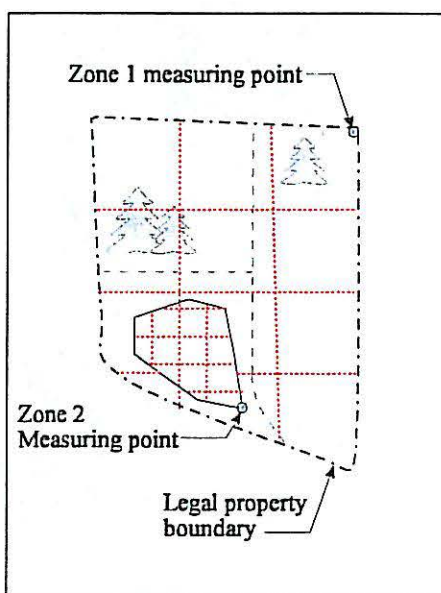 Zone 1 measuring point
Zone 2
Measuring point
Legal property
boundary